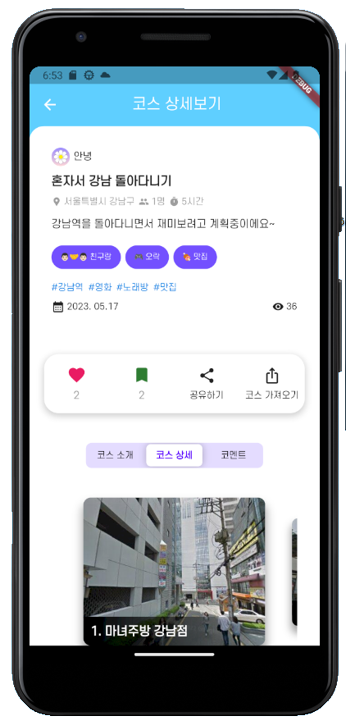 6:53
DEBUG
코스 상세보기
안녕
혼자서 강남 돌아다니기
서울특별시 강남구 1명 5시간
강남역을 돌아다니면서 재미보려고 계획중이에요~
친구랑 오락 맛집
#강남역 #영화 #노래방 #맛집
2023. 05.17 36
2 2 공유하기 코스 가져오기
코스 소개 코스 상세 코멘트
1. 마녀주방 강남점